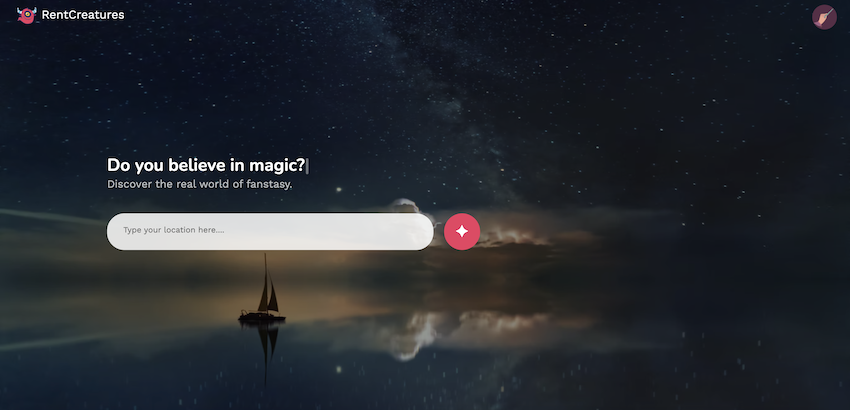 RentCreatures
Do you believe in magic?|
Discover the real world of fanstasy.
Type your location here....